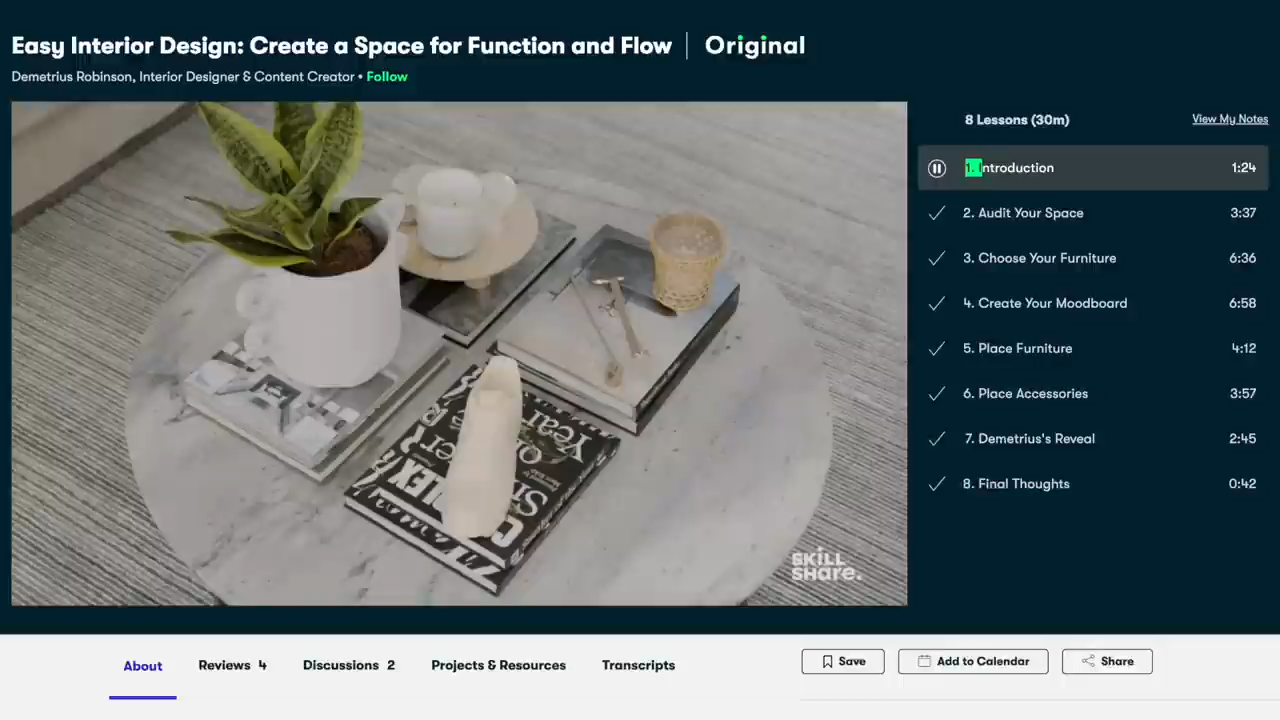 Easy Interior Design: Create a Space for Function and Flow | Original
Demetrius Robinson, Interior Designer & Content Creator • Follow
8 Lessons (30m)
View My Notes
1. Introduction 1:24
2. Audit Your Space 3:37
3. Choose Your Furniture 6:36
4. Create Your Moodboard 6:58
5. Place Furniture 4:12
6. Place Accessories 3:57
7. Demetrius's Reveal 2:45
8. Final Thoughts 0:42
SKILL
SHare.
About
Reviews 4
Discussions 2
Projects & Resources
Transcripts
Save
Add to Calendar
Share